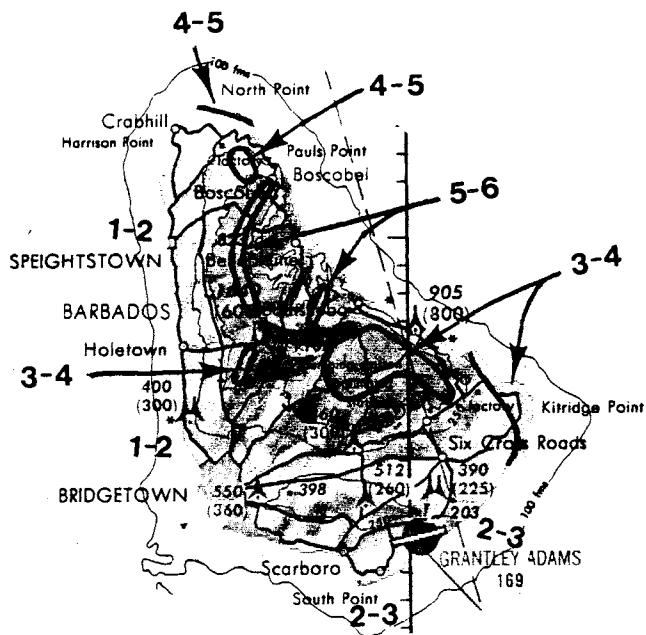 4-5
100 fms
North Point
4-5
Crabhill
Harrison Point
factory
Pauls Point
Boscobel
5-6
1-2
SPEIGHTSTOWN
3-4
905
(800)
BARBADOS
Holetown
3-4
400
(300)
factory
Kitridge Point
1-2
Six Cross Roads
512
(260)
390
(225)
BRIDGETOWN
550
(360)
398
203
100 fms
2-3
GRANTLEY ADAMS
169
Scarboro
South Point
2-3